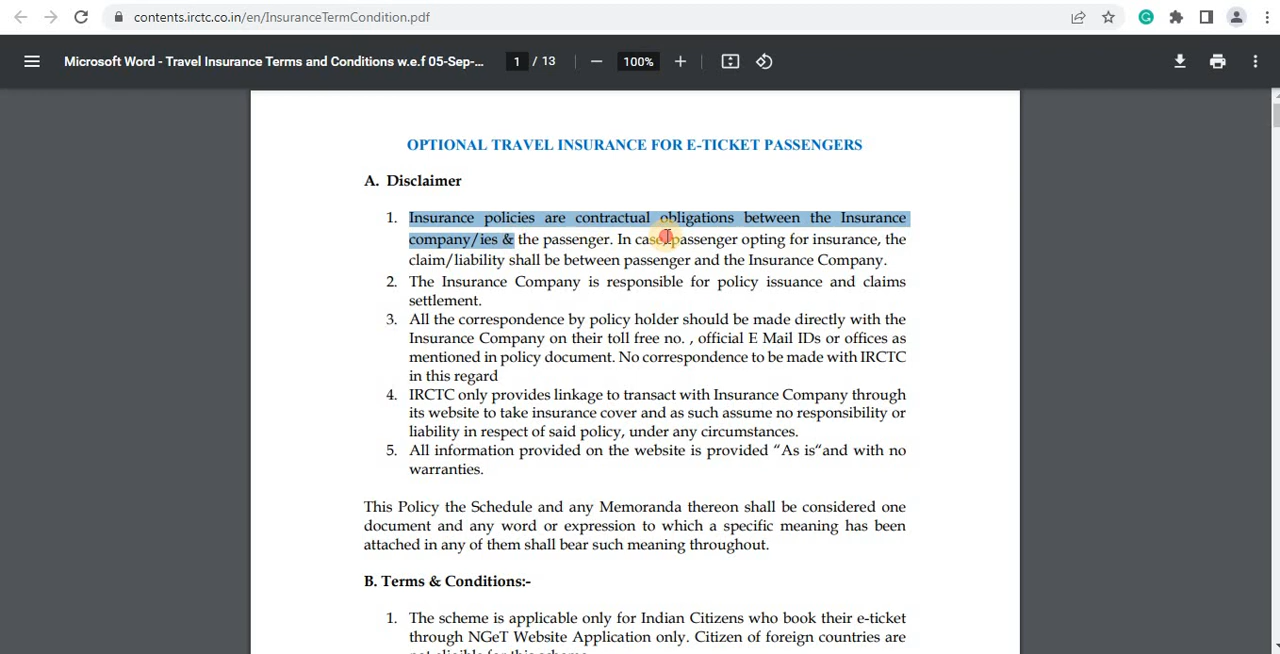 contents.irctc.co.in/en/InsuranceTermCondition.pdf
Microsoft Word - Travel Insurance Terms and Conditions w.e.f 05-Sep-... 1 / 13 100%
OPTIONAL TRAVEL INSURANCE FOR E-TICKET PASSENGERS
A. Disclaimer
1. Insurance policies are contractual obligations between the Insurance
company/ies & the passenger. In case passenger opting for insurance, the
claim/liability shall be between passenger and the Insurance Company.
2. The Insurance Company is responsible for policy issuance and claims
settlement.
3. All the correspondence by policy holder should be made directly with the
Insurance Company on their toll free no. , official E Mail IDs or offices as
mentioned in policy document. No correspondence to be made with IRCTC
in this regard
4. IRCTC only provides linkage to transact with Insurance Company through
its website to take insurance cover and as such assume no responsibility or
liability in respect of said policy, under any circumstances.
5. All information provided on the website is provided “As is“and with no
warranties.
This Policy the Schedule and any Memoranda thereon shall be considered one
document and any word or expression to which a specific meaning has been
attached in any of them shall bear such meaning throughout.
B. Terms & Conditions:-
1. The scheme is applicable only for Indian Citizens who book their e-ticket
through NGeT Website Application only. Citizen of foreign countries are